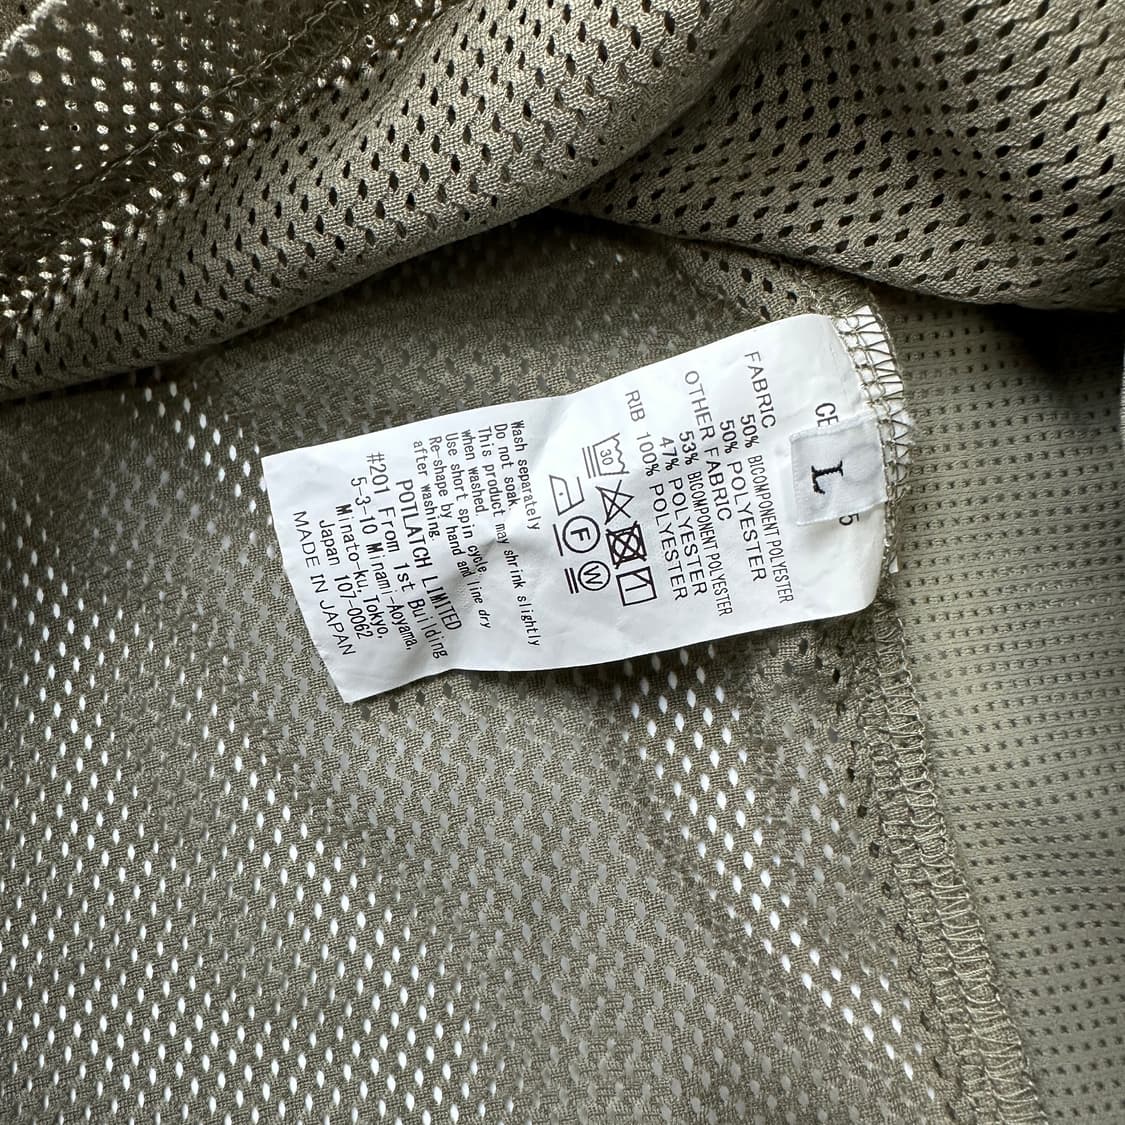 L
FABRIC
50% BICOMPONENT POLYESTER
50% POLYESTER
OTHER FABRIC
53% BICOMPONENT POLYESTER
47% POLYESTER
RIB 100% POLYESTER
30
F
W
Wash separately
Do not soak.
This product may shrink slightly
when washed.
Use short spin cycle.
Re-shape by hand and line dry
after washing.
POTLATCH LIMITED
#201 From 1st Building
5-3-10 Minami-Aoyama,
Minato-ku, Tokyo,
Japan 107-0062
MADE IN JAPAN